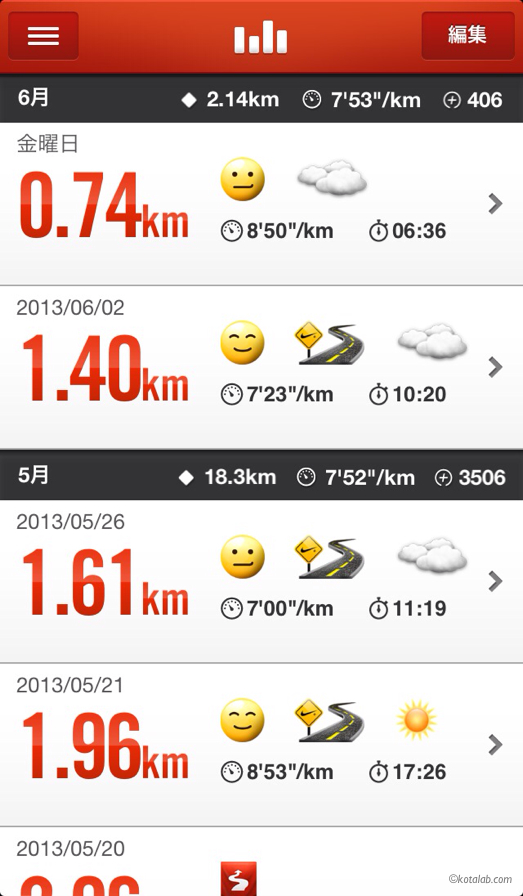 編集
6月 2.14km 7'53"/km 406
金曜日
0.74km
8'50"/km 06:36
2013/06/02
1.40km
7'23"/km 10:20
5月 18.3km 7'52"/km 3506
2013/05/26
1.61km
7'00"/km 11:19
2013/05/21
1.96km
8'53"/km 17:26
2013/05/20
©kotalab.com